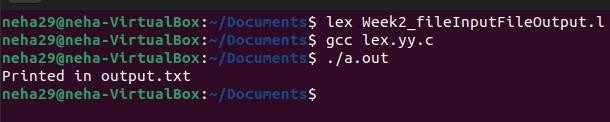 neha29@neha-VirtualBox:~/Documents$ lex Week2_fileInputFileOutput.l
neha29@neha-VirtualBox:~/Documents$ gcc lex.yy.c
neha29@neha-VirtualBox:~/Documents$ ./a.out
Printed in output.txt
neha29@neha-VirtualBox:~/Documents$